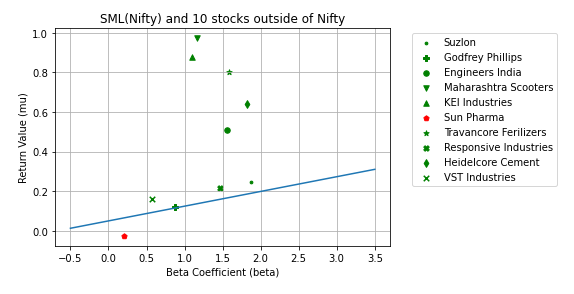 SML(Nifty) and 10 stocks outside of Nifty
Return Value (mu)
1.0
0.8
0.6
0.4
0.2
0.0
−0.5 0.0 0.5 1.0 1.5 2.0 2.5 3.0 3.5
Beta Coefficient (beta)
Suzlon
Godfrey Phillips
Engineers India
Maharashtra Scooters
KEI Industries
Sun Pharma
Travancore Ferilizers
Responsive Industries
Heidelcore Cement
VST Industries